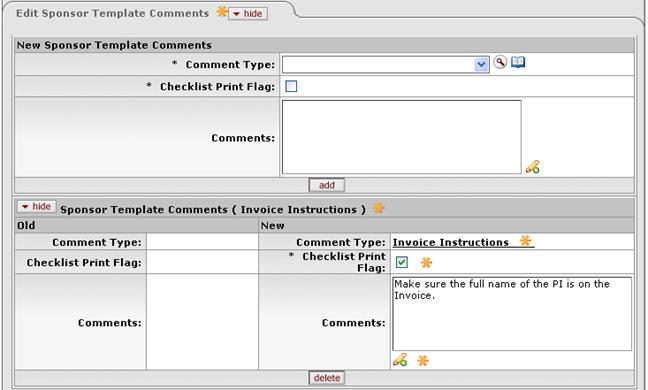 Edit Sponsor Template Comments hide
New Sponsor Template Comments
* Comment Type:
* Checklist Print Flag:
Comments:
add
hide Sponsor Template Comments ( Invoice Instructions )
Old New
Comment Type: Comment Type: Invoice Instructions
Checklist Print Flag: * Checklist Print
Flag:
Comments: Comments: Make sure the full name of the PI is on the
Invoice.
delete